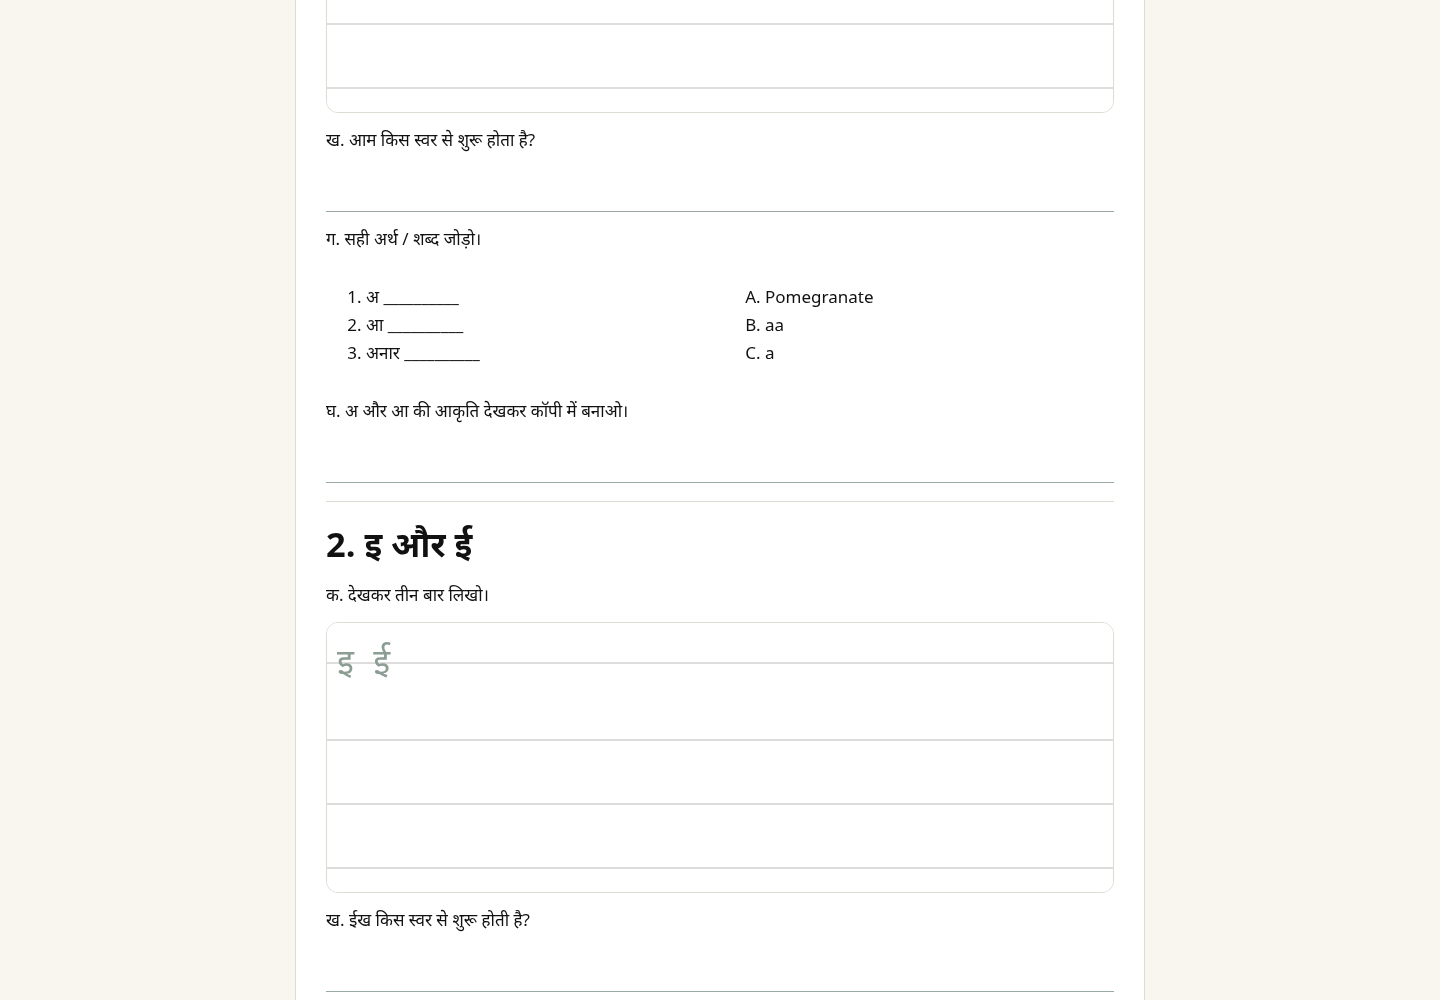 ख. आम किस स्वर से शुरू होता है?
ग. सही अर्थ / शब्द जोड़ो।
1. अ __________
2. आ __________
3. अनार __________
A. Pomegranate
B. aa
C. a
घ. अ और आ की आकृति देखकर कॉपी में बनाओ।
2. इ और ई
क. देखकर तीन बार लिखो।
इ ई
ख. ईख किस स्वर से शुरू होती है?